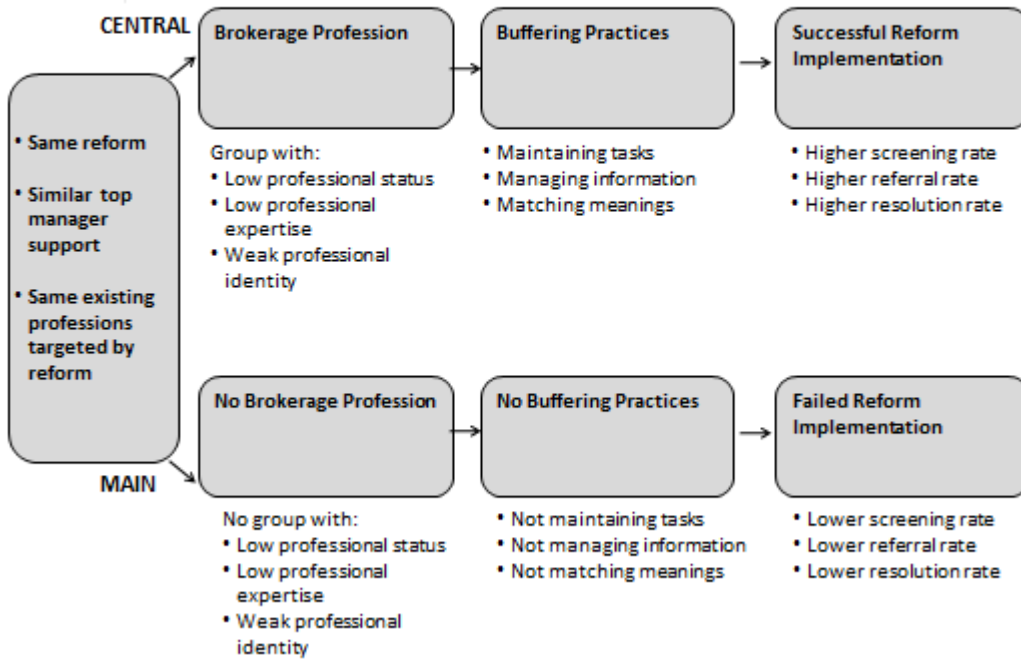 CENTRAL
Brokerage Profession
Buffering Practices
Successful Reform
Implementation
• Same reform
• Similar top
manager
support
• Same existing
professions
targeted by
reform
Group with:
• Low professional status
• Low professional
expertise
• Weak professional
identity
• Maintaining tasks
• Managing information
• Matching meanings
• Higher screening rate
• Higher referral rate
• Higher resolution rate
MAIN
No Brokerage Profession
No Buffering Practices
Failed Reform
Implementation
No group with:
• Low professional status
• Low professional
expertise
• Weak professional
identity
• Not maintaining tasks
• Not managing information
• Not matching meanings
• Lower screening rate
• Lower referral rate
• Lower resolution rate